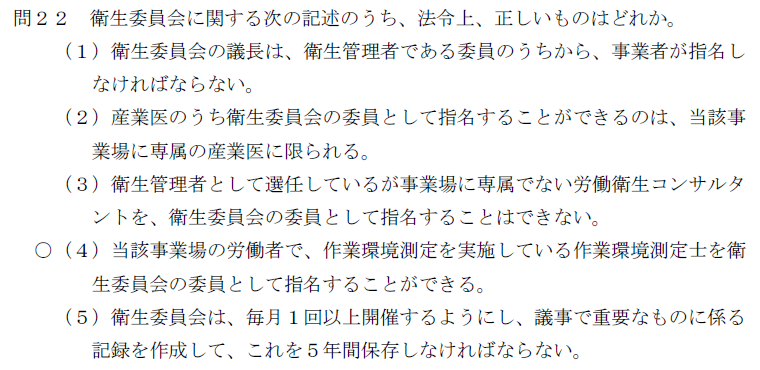 問２２　衛生委員会に関する次の記述のうち、法令上、正しいものはどれか。
（１）衛生委員会の議長は、衛生管理者である委員のうちから、事業者が指名し
なければならない。
（２）産業医のうち衛生委員会の委員として指名することができるのは、当該事
業場に専属の産業医に限られる。
（３）衛生管理者として選任しているが事業場に専属でない労働衛生コンサルタ
ントを、衛生委員会の委員として指名することはできない。
○（４）当該事業場の労働者で、作業環境測定を実施している作業環境測定士を衛
生委員会の委員として指名することができる。
（５）衛生委員会は、毎月１回以上開催するようにし、議事で重要なものに係る
記録を作成して、これを５年間保存しなければならない。